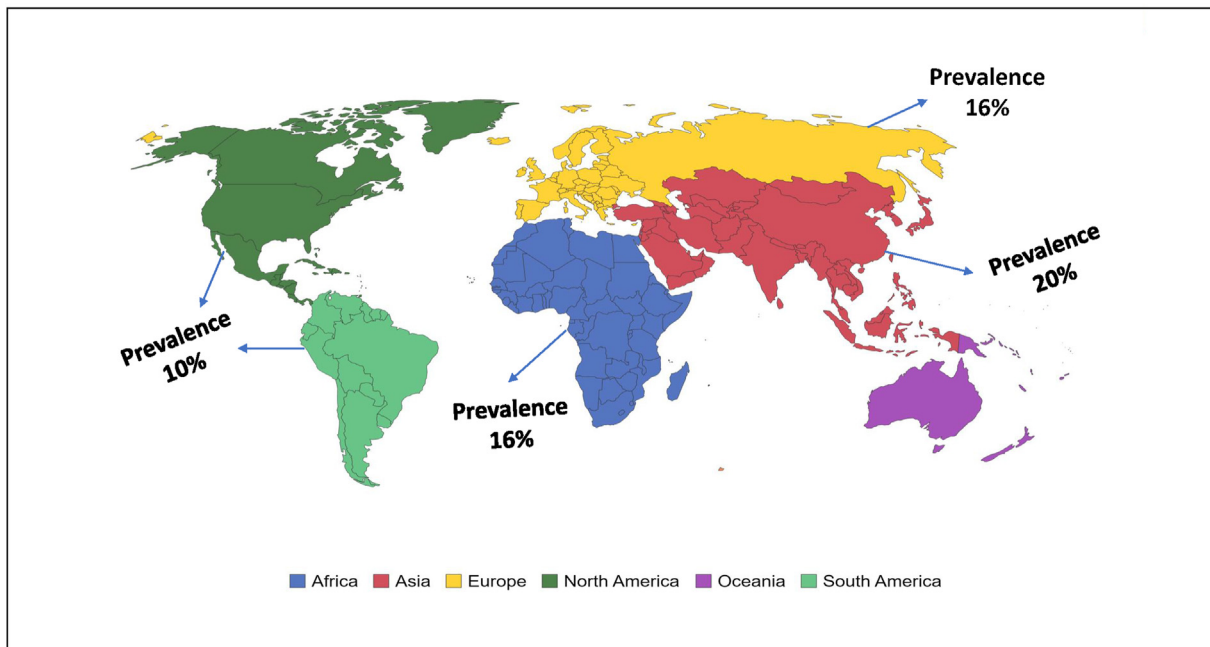 Prevalence
16%
Prevalence
20%
Prevalence
10%
Prevalence
16%
Africa Asia Europe North America Oceania South America